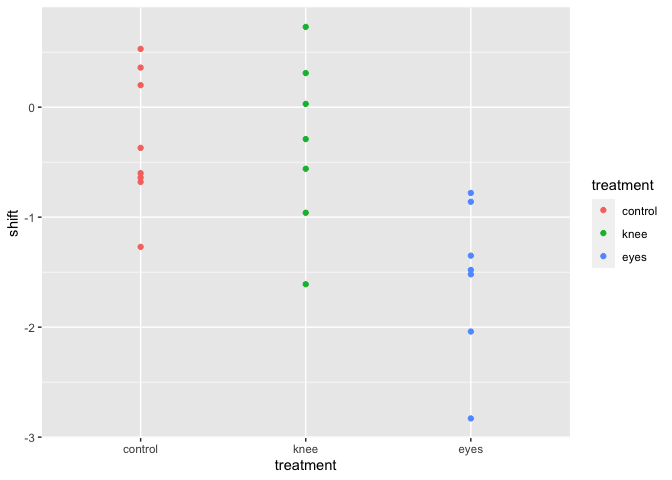 0
-1
-2
-3
shift
control knee eyes
treatment
treatment
control
knee
eyes